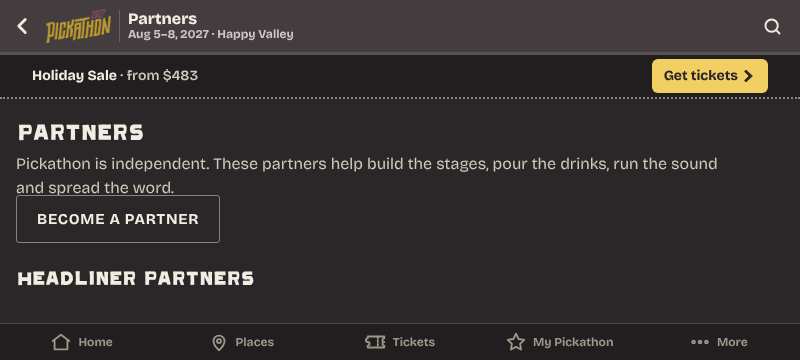 PICKATHON
Partners
Aug 5–8, 2027 · Happy Valley
Holiday Sale · from $483
Get tickets
PARTNERS
Pickathon is independent. These partners help build the stages, pour the drinks, run the sound
and spread the word.
BECOME A PARTNER
HEADLINER PARTNERS
Home
Places
Tickets
My Pickathon
More